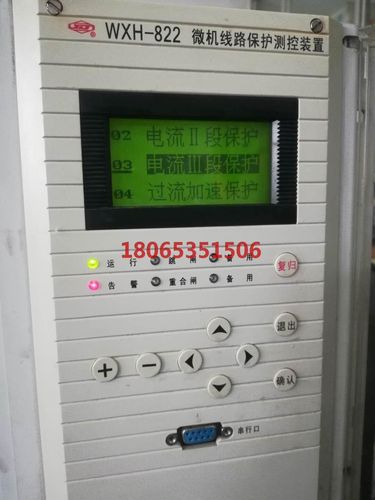 WXH-822 微机线路保护测控装置
02 电流Ⅱ段保护
03 电流Ⅲ段保护
04 过流加速保护
18065351506
运行 跳闸 备用
告警 重合闸 备用
复归
退出
确认
串行口